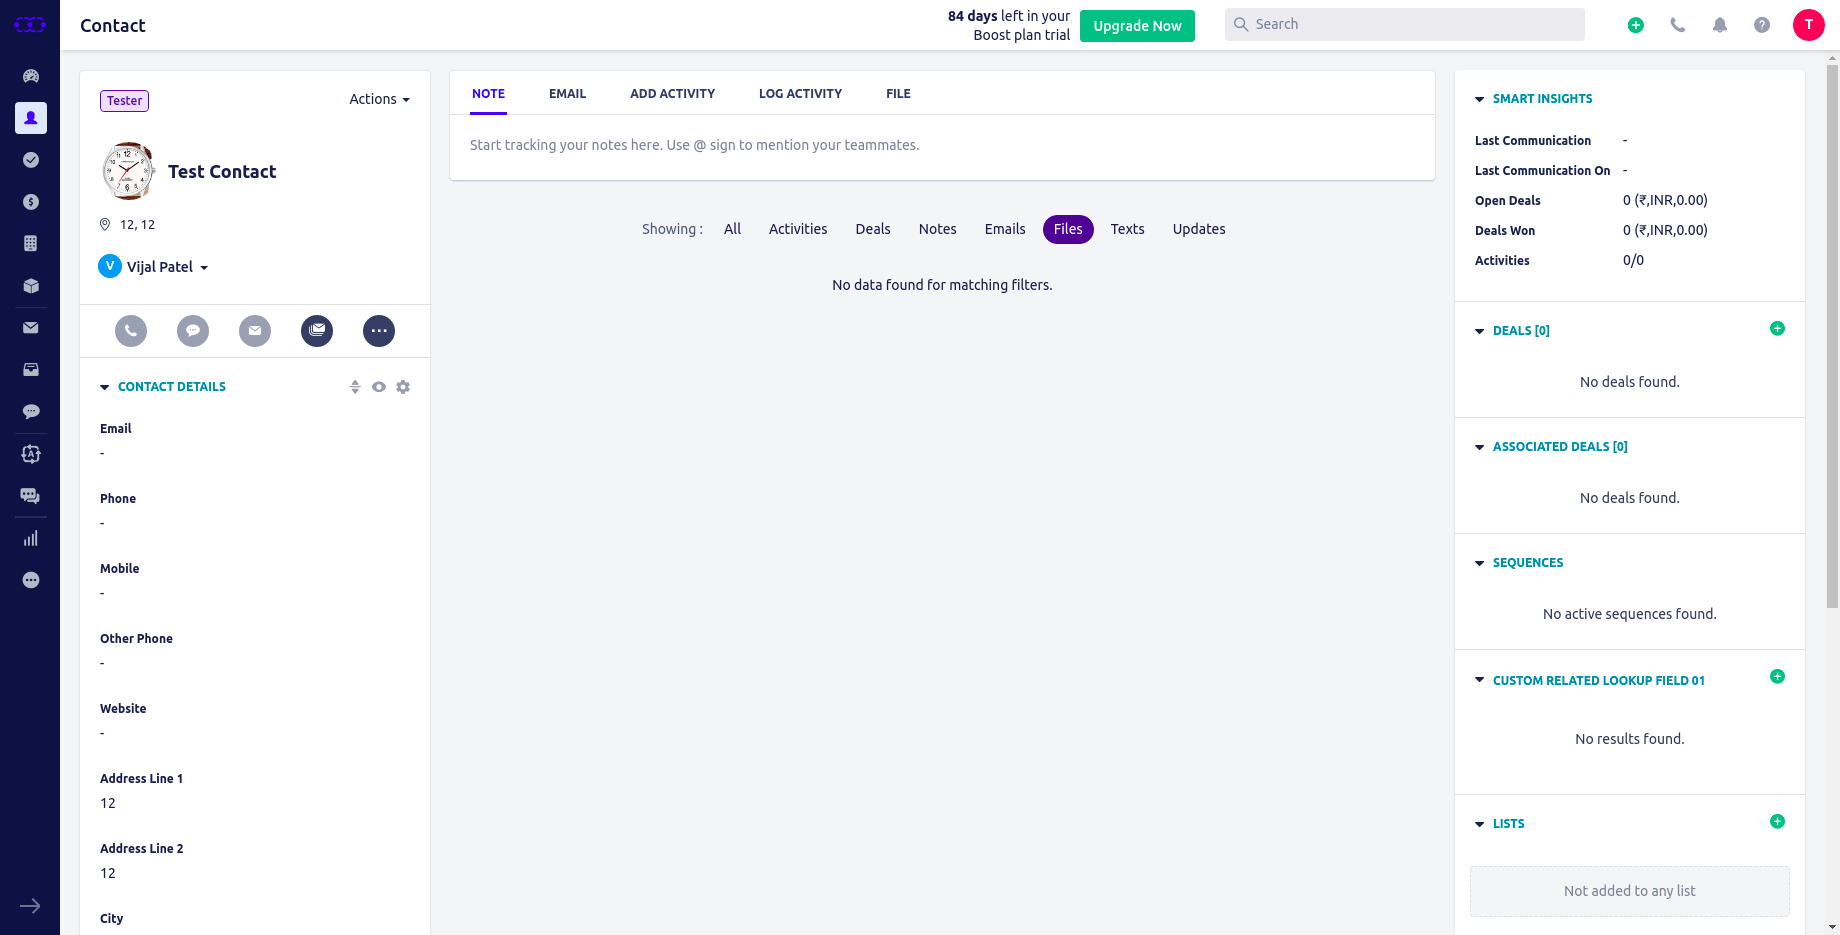 Contact
84 days left in your
Boost plan trial
Upgrade Now
Search
T
Tester
Actions
Test Contact
12, 12
V
Vijal Patel
CONTACT DETAILS
Email
-
Phone
-
Mobile
-
Other Phone
-
Website
-
Address Line 1
12
Address Line 2
12
City
NOTE EMAIL ADD ACTIVITY LOG ACTIVITY FILE
Start tracking your notes here. Use @ sign to mention your teammates.
Showing : All Activities Deals Notes Emails Files Texts Updates
No data found for matching filters.
SMART INSIGHTS
Last Communication -
Last Communication On -
Open Deals 0 (₹,INR,0.00)
Deals Won 0 (₹,INR,0.00)
Activities 0/0
DEALS [0]
No deals found.
ASSOCIATED DEALS [0]
No deals found.
SEQUENCES
No active sequences found.
CUSTOM RELATED LOOKUP FIELD 01
No results found.
LISTS
Not added to any list